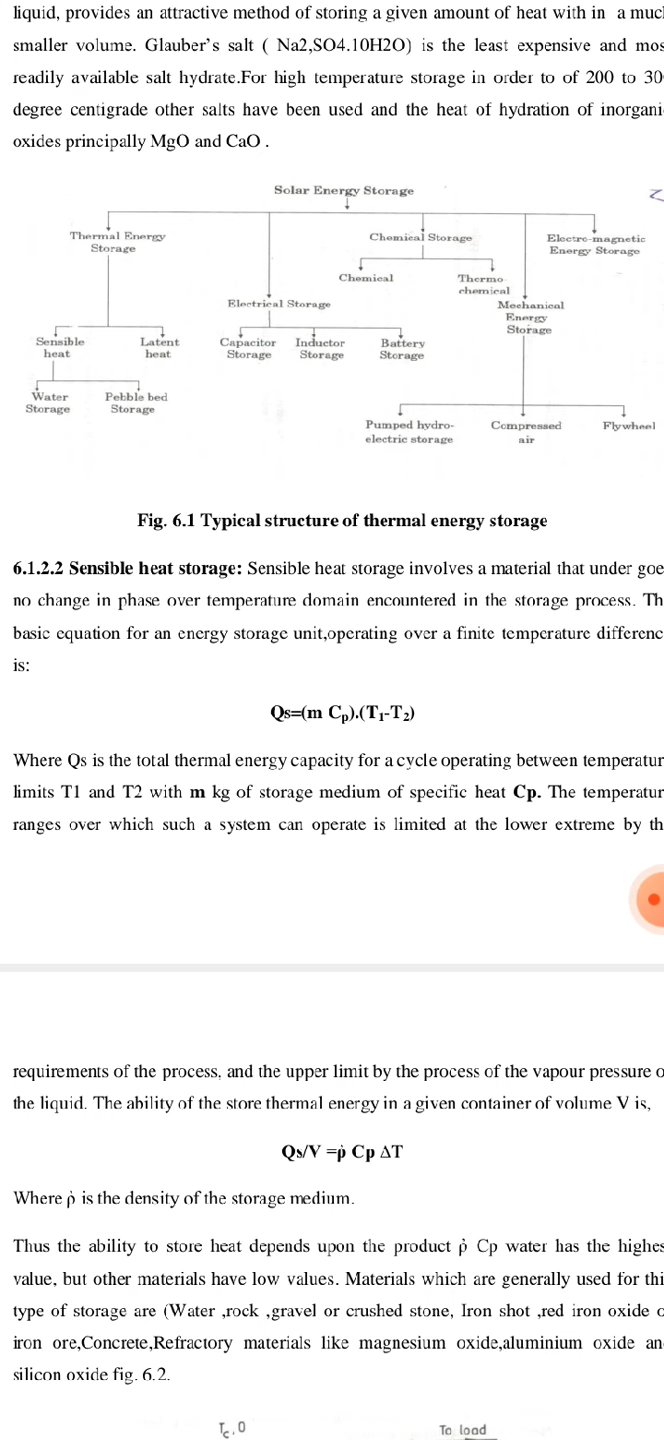 liquid, provides an attractive method of storing a given amount of heat with in a muc
smaller volume. Glauber's salt ( Na2,SO4.10H2O) is the least expensive and mos
readily available salt hydrate.For high temperature storage in order to of 200 to 30
degree centigrade other salts have been used and the heat of hydration of inorgani
oxides principally MgO and CaO .
Solar Energy Storage
Thermal Energy
Storage
Chemical Storage
Electro-magnetic
Energy Storage
Chemical
Thermo
chemical
Electrical Storage
Mechanical
Energy
Storage
Sensible
heat
Latent
heat
Capacitor
Storage
Inductor
Storage
Battery
Storage
Water
Storage
Pebble bed
Storage
Pumped hydro-
electric storage
Compressed
air
Flywheel
Fig. 6.1 Typical structure of thermal energy storage
6.1.2.2 Sensible heat storage: Sensible heat storage involves a material that under goe
no change in phase over temperature domain encountered in the storage process. Th
basic equation for an energy storage unit,operating over a finite temperature differenc
is:
Qs=(m Cp).(T1-T2)
Where Qs is the total thermal energy capacity for a cycle operating between temperatur
limits T1 and T2 with m kg of storage medium of specific heat Cp. The temperatur
ranges over which such a system can operate is limited at the lower extreme by th
requirements of the process, and the upper limit by the process of the vapour pressure o
the liquid. The ability of the store thermal energy in a given container of volume V is,
Qs/V =ṗ Cp ΔT
Where ṗ is the density of the storage medium.
Thus the ability to store heat depends upon the product ṗ Cp water has the highes
value, but other materials have low values. Materials which are generally used for thi
type of storage are (Water ,rock ,gravel or crushed stone, Iron shot ,red iron oxide o
iron ore,Concrete,Refractory materials like magnesium oxide,aluminium oxide an
silicon oxide fig. 6.2.
Tc,0
To load